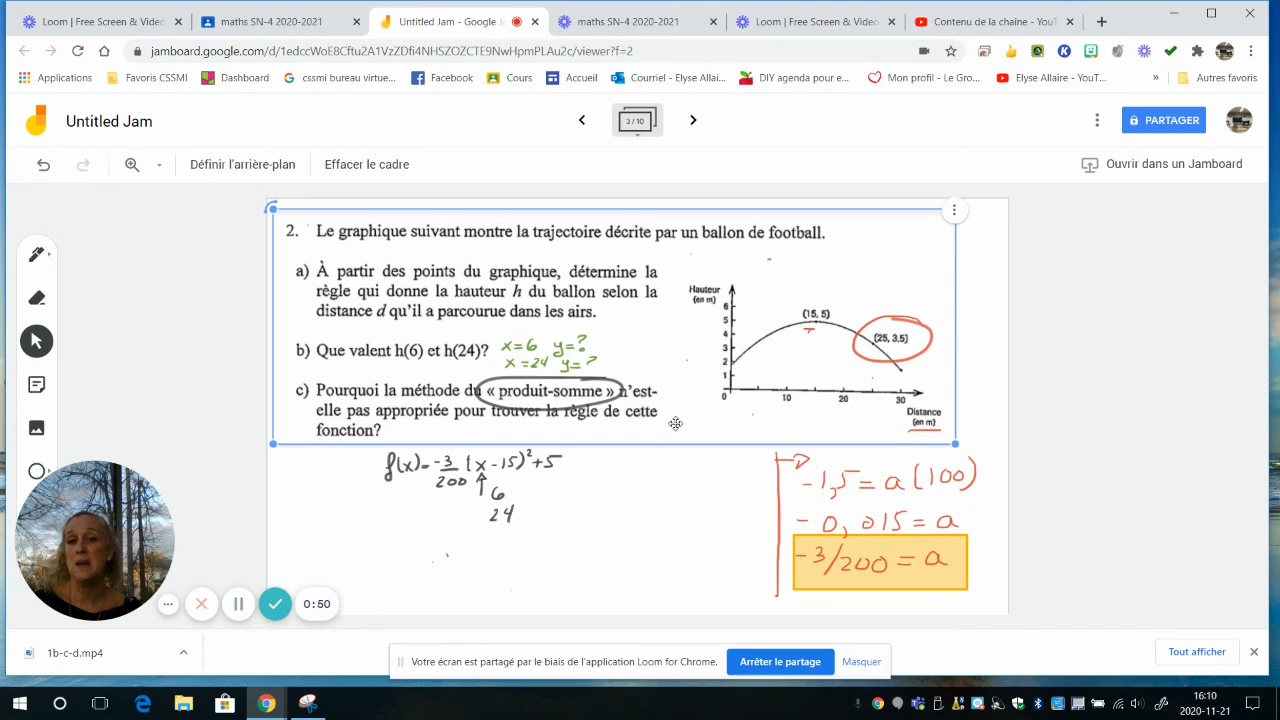 Loom | Free Screen & Video
maths SN-4 2020-2021
Untitled Jam - Google J
maths SN-4 2020-2021
Loom | Free Screen & Video
Contenu de la chaîne - YouT
jamboard.google.com/d/1edccWoE8Cftu2A1VzZDfi4NHSOZCTE9NwHpmPLAu2c/viewer?f=2
Applications
Favoris CSSMI
Dashboard
cssmi bureau virtue...
Facebook
Cours
Accueil
Courriel - Elyse Allai...
DIY agenda pour e...
Mon profil - Le Gro...
Elyse Allaire - YouT...
»
Autres favoris
Untitled Jam
3 / 10
PARTAGER
Définir l'arrière-plan
Effacer le cadre
Ouvrir dans un Jamboard
2. Le graphique suivant montre la trajectoire décrite par un ballon de football.
a) À partir des points du graphique, détermine la
règle qui donne la hauteur h du ballon selon la
distance d qu'il a parcourue dans les airs.
b) Que valent h(6) et h(24)? x=6 y=?
x=24 y=?
c) Pourquoi la méthode du « produit-somme » n'est-
elle pas appropriée pour trouver la règle de cette
fonction?
Hauteur
(en m)
6
5
4
3
2
1
0
10
20
30
(15, 5)
(25, 3,5)
Distance
(en m)
f(x)= -3/200 (x-15)²+5
6
24
-1,5 = a(100)
-0,015 = a
-3/200 = a
0:50
1b-c-d.mp4
Votre écran est partagé par le biais de l'application Loom for Chrome.
Arrêter le partage
Masquer
Tout afficher
16:10
2020-11-21